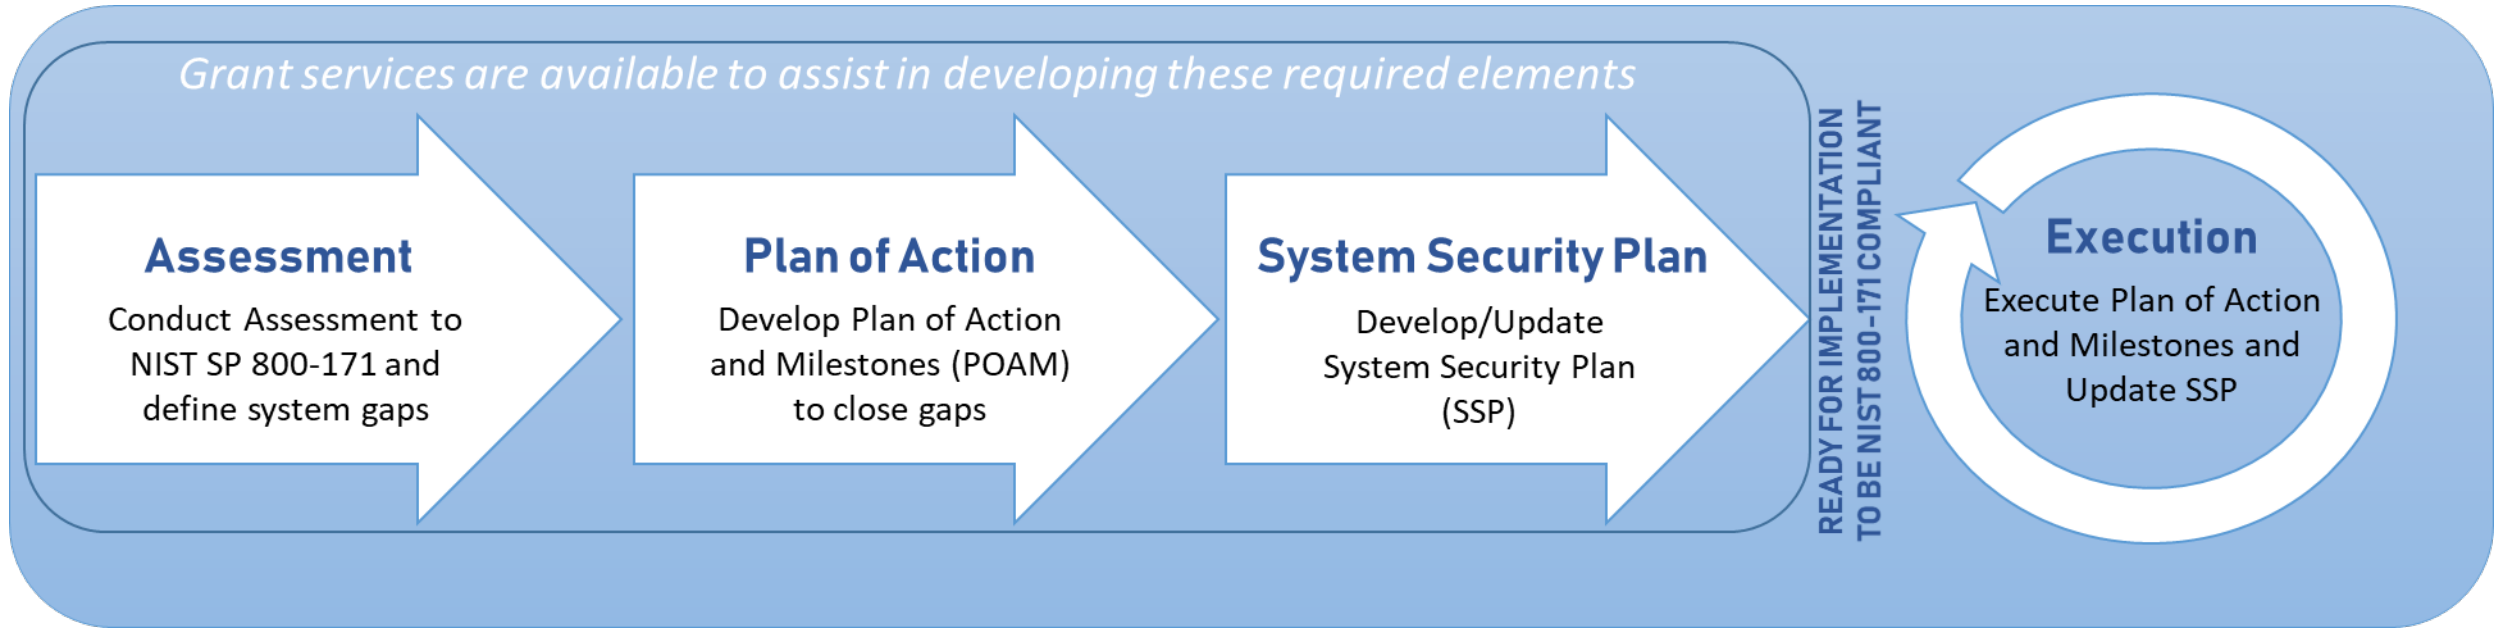 Grant services are available to assist in developing these required elements
Assessment
Conduct Assessment to
NIST SP 800-171 and
define system gaps
Plan of Action
Develop Plan of Action
and Milestones (POAM)
to close gaps
System Security Plan
Develop/Update
System Security Plan
(SSP)
READY FOR IMPLEMENTATION
TO BE NIST 800-171 COMPLIANT
Execution
Execute Plan of Action
and Milestones and
Update SSP